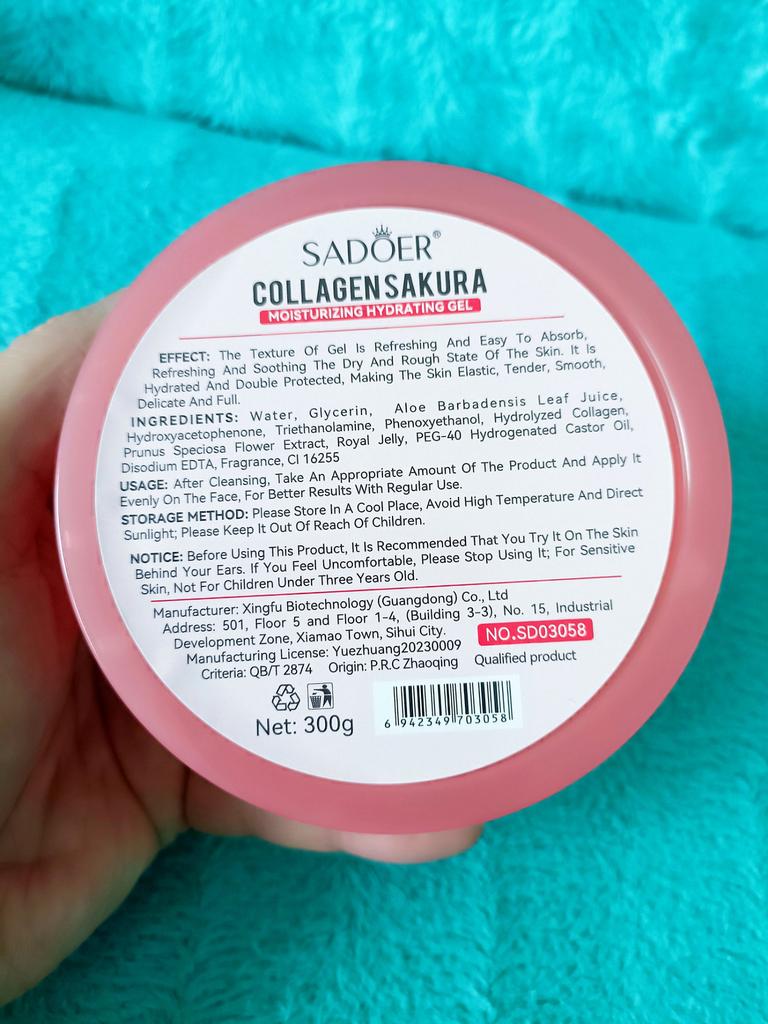 SADOER®
COLLAGEN SAKURA
MOISTURIZING HYDRATING GEL
EFFECT: The Texture Of Gel Is Refreshing And Easy To Absorb,
Refreshing And Soothing The Dry And Rough State Of The Skin. It Is
Hydrated And Double Protected, Making The Skin Elastic, Tender, Smooth,
Delicate And Full.
INGREDIENTS: Water, Glycerin, Aloe Barbadensis Leaf Juice,
Hydroxyacetophenone, Triethanolamine, Phenoxyethanol, Hydrolyzed Collagen,
Prunus Speciosa Flower Extract, Royal Jelly, PEG-40 Hydrogenated Castor Oil,
Disodium EDTA, Fragrance, CI 16255
USAGE: After Cleansing, Take An Appropriate Amount Of The Product And Apply It
Evenly On The Face, For Better Results With Regular Use.
STORAGE METHOD: Please Store In A Cool Place, Avoid High Temperature And Direct
Sunlight; Please Keep It Out Of Reach Of Children.
NOTICE: Before Using This Product, It Is Recommended That You Try It On The Skin
Behind Your Ears. If You Feel Uncomfortable, Please Stop Using It; For Sensitive
Skin, Not For Children Under Three Years Old.
Manufacturer: Xingfu Biotechnology (Guangdong) Co., Ltd
Address: 501, Floor 5 and Floor 1-4, (Building 3-3), No. 15, Industrial
Development Zone, Xiamao Town, Sihui City.
NO.SD03058
Manufacturing License: Yuezhuang20230009
Criteria: QB/T 2874 Origin: P.R.C Zhaoqing Qualified product
Net: 300g
6 942349 703058